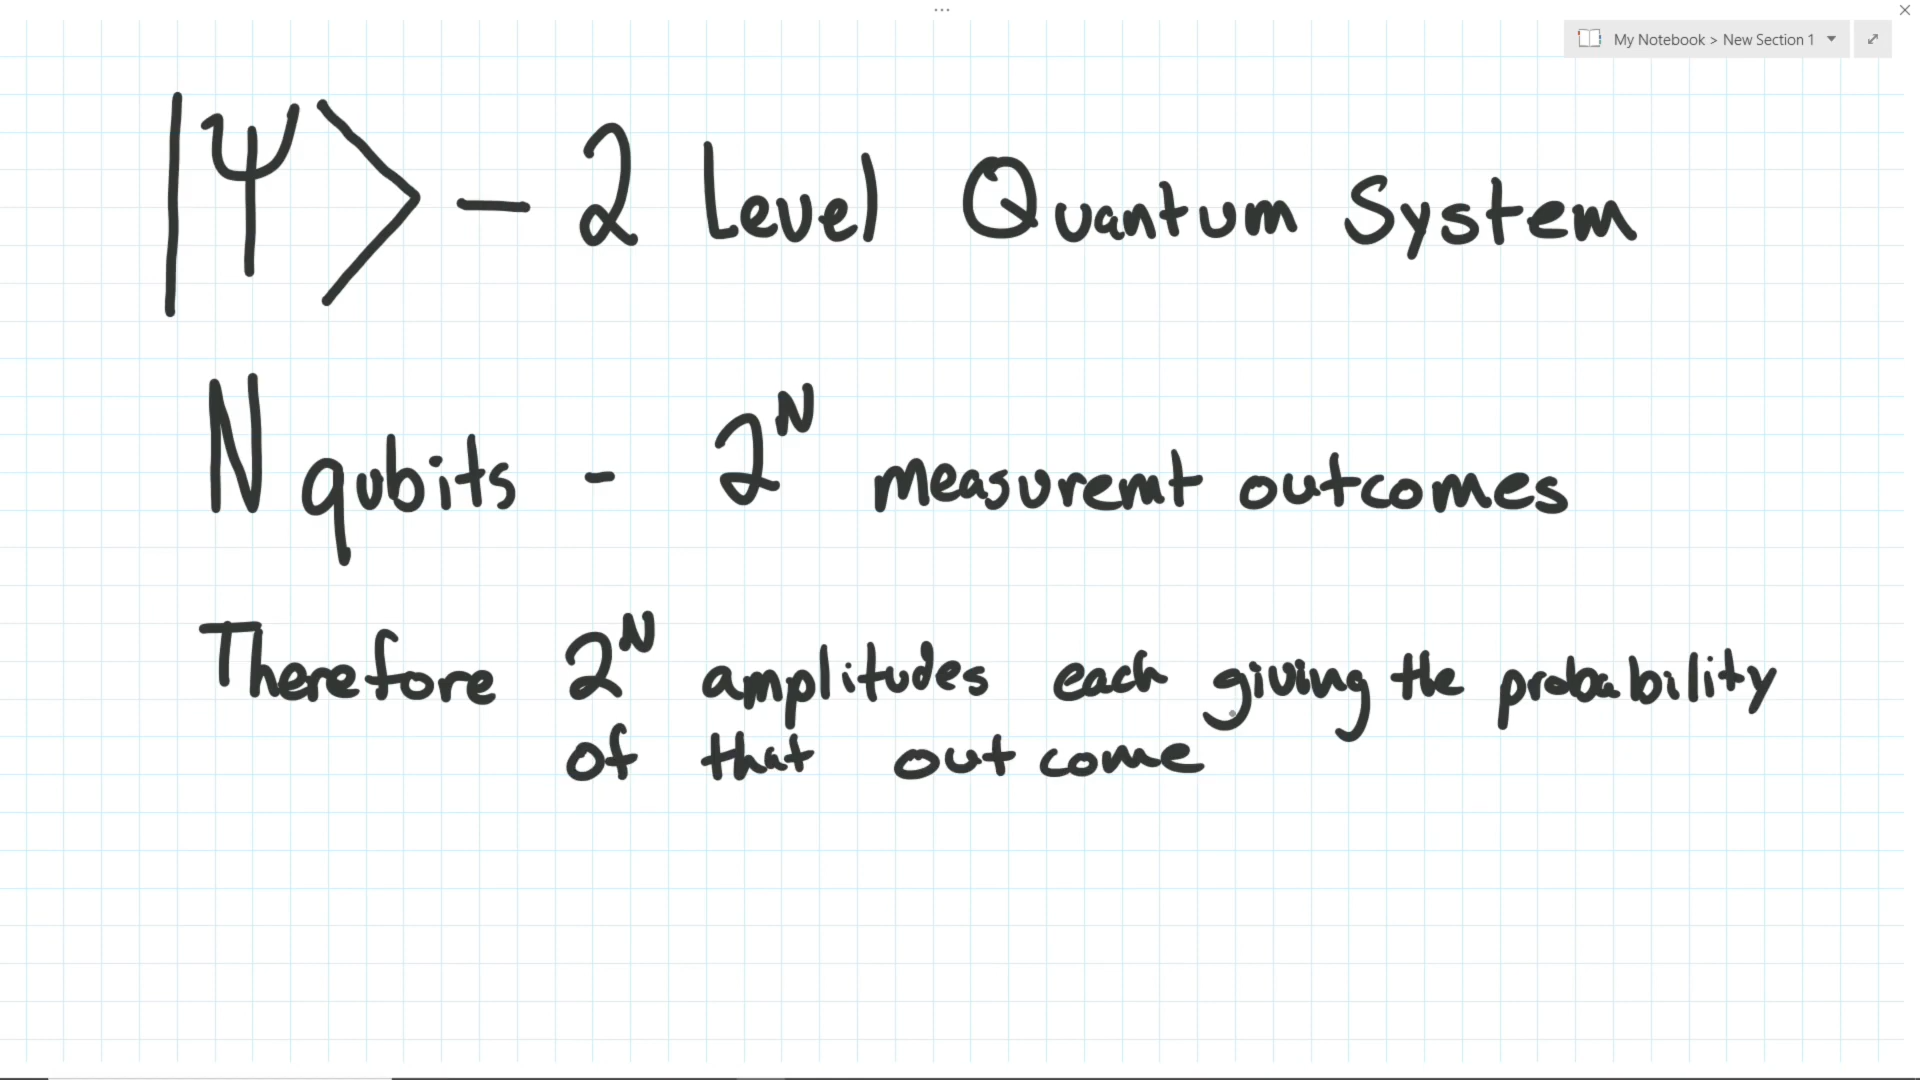 ...
My Notebook > New Section 1
|Ψ⟩ - 2 Level Quantum System
N qubits - 2^N measuremt outcomes
Therefore 2^N amplitudes each giving the probability
of that outcome